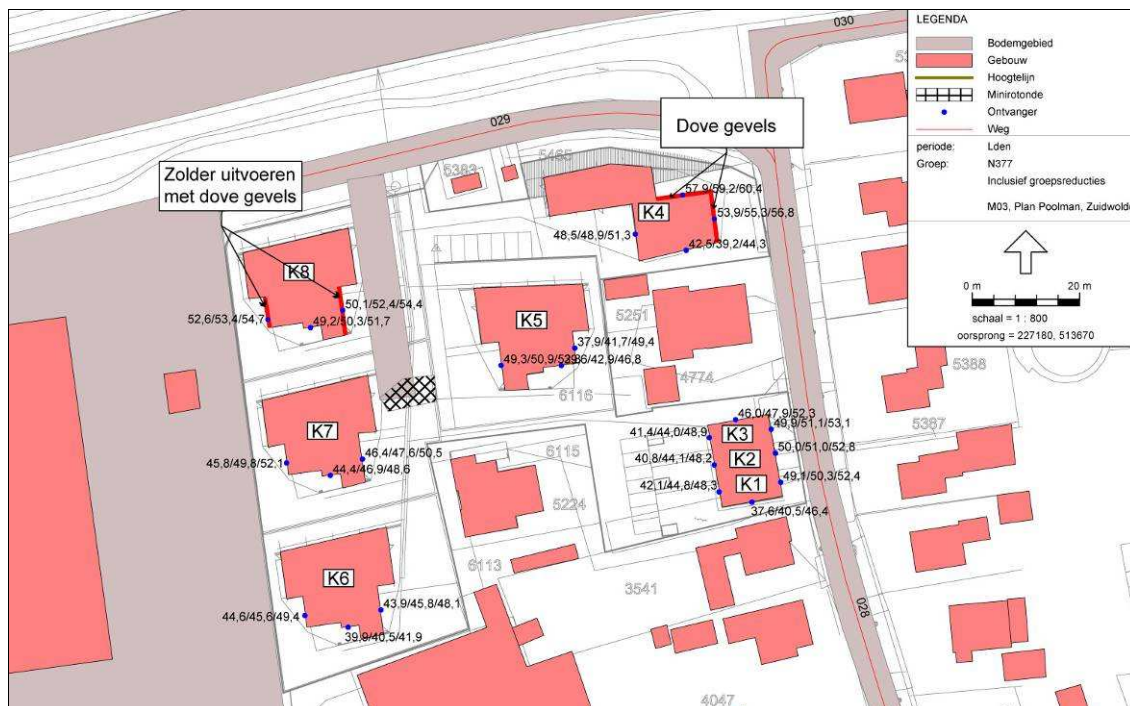 LEGENDA
Bodemgebied
Gebouw
Hoogtelijn
Minirotonde
Ontvanger
Weg
periode: Lden
Groep: N377
Inclusief groepsreducties
M03, Plan Poolman, Zuidwolde
0 m 20 m
schaal = 1 : 800
oorsprong = 227180, 513670
030
029
028
Dove gevels
Zolder uitvoeren
met dove gevels
5383
5465
57,9/59,2/60,4
K4
53,9/55,3/56,8
48,5/48,9/51,3
42,5/39,2/44,3
K8
50,1/52,4/54,4
52,6/53,4/54,7
49,2/50,3/51,7
K5
5251
37,9/41,7/49,4
49,3/50,9/52,8
/42,9/46,8
4774
6116
5388
5387
K7
46,4/47,6/50,5
45,8/49,8/52,1
44,4/46,9/48,6
6115
5224
46,0/47,9/52,3
49,9/51,1/53,1
41,4/44,0/48,9
K3
50,0/51,0/52,8
40,8/44,1/48,2
K2
49,1/50,3/52,4
42,1/44,8/48,3
K1
37,6/40,5/46,4
6113
3541
K6
43,9/45,8/48,1
44,6/45,6/49,4
39,9/40,5/41,9
4047